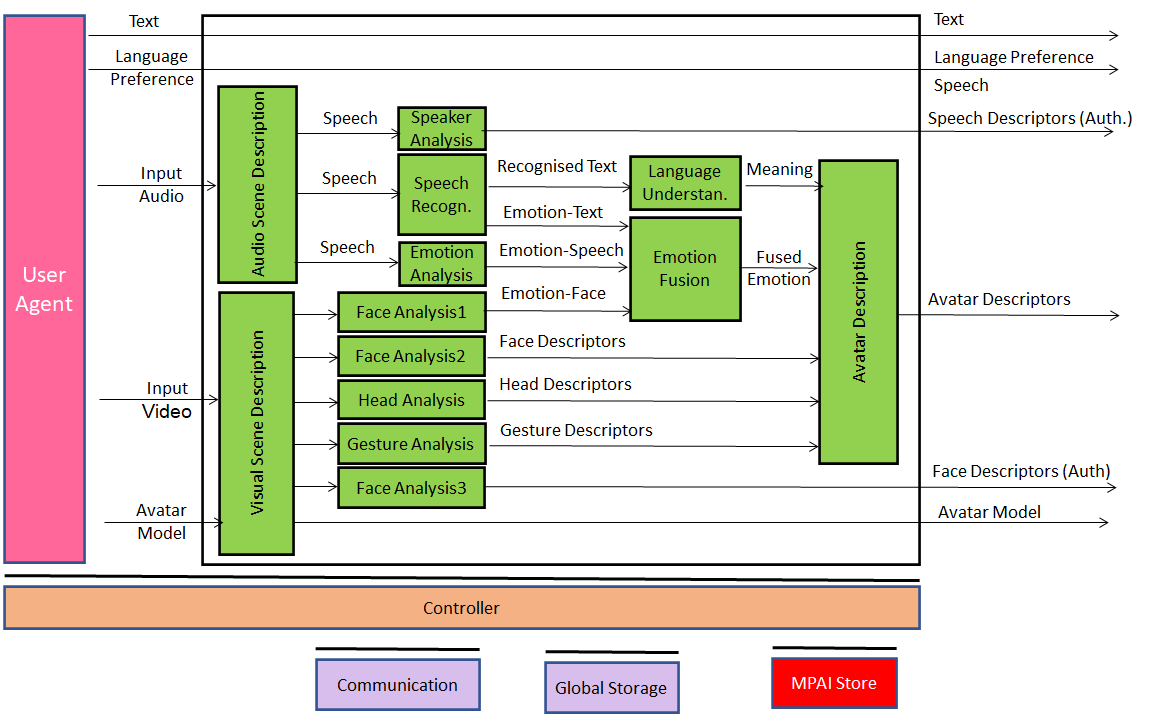 Text
Text
Language
Preference
Language Preference
Speech
Speech Descriptors (Auth.)
User
Agent
Input
Audio
Audio Scene Description
Speech
Speaker
Analysis
Speech
Speech
Recogn.
Recognised Text
Language
Understan.
Meaning
Emotion-Text
Speech
Emotion
Analysis
Emotion-Speech
Emotion
Fusion
Fused
Emotion
Avatar Description
Avatar Descriptors
Input
Video
Visual Scene Description
Face Analysis1
Emotion-Face
Face Analysis2
Face Descriptors
Head Analysis
Head Descriptors
Gesture Analysis
Gesture Descriptors
Face Analysis3
Face Descriptors (Auth)
Avatar
Model
Avatar Model
Controller
Communication
Global Storage
MPAI Store